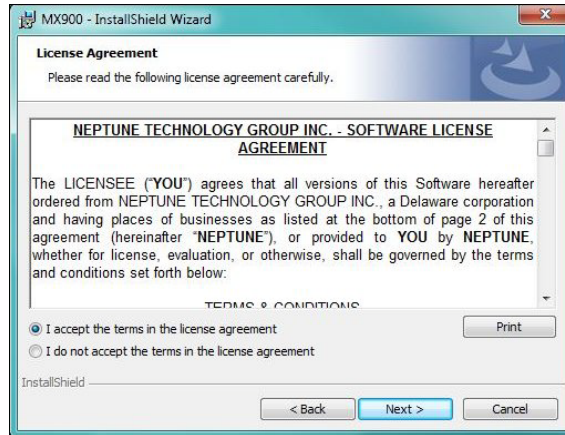 MX900 - InstallShield Wizard
License Agreement
Please read the following license agreement carefully.
NEPTUNE TECHNOLOGY GROUP INC. - SOFTWARE LICENSE
AGREEMENT
The LICENSEE (“YOU”) agrees that all versions of this Software hereafter
ordered from NEPTUNE TECHNOLOGY GROUP INC., a Delaware corporation
and having places of businesses as listed at the bottom of page 2 of this
agreement (hereinafter “NEPTUNE”), or provided to YOU by NEPTUNE,
whether for license, evaluation, or otherwise, shall be governed by the terms
and conditions set forth below:
TERMS & CONDITIONS
I accept the terms in the license agreement
Print
I do not accept the terms in the license agreement
InstallShield
< Back
Next >
Cancel